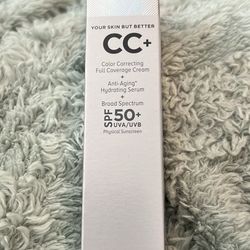 YOUR SKIN BUT BETTER
CC+
Color Correcting
Full Coverage Cream
+
Anti-Aging*
Hydrating Serum
+
Broad Spectrum
SPF 50+
UVA/UVB
Physical Sunscreen